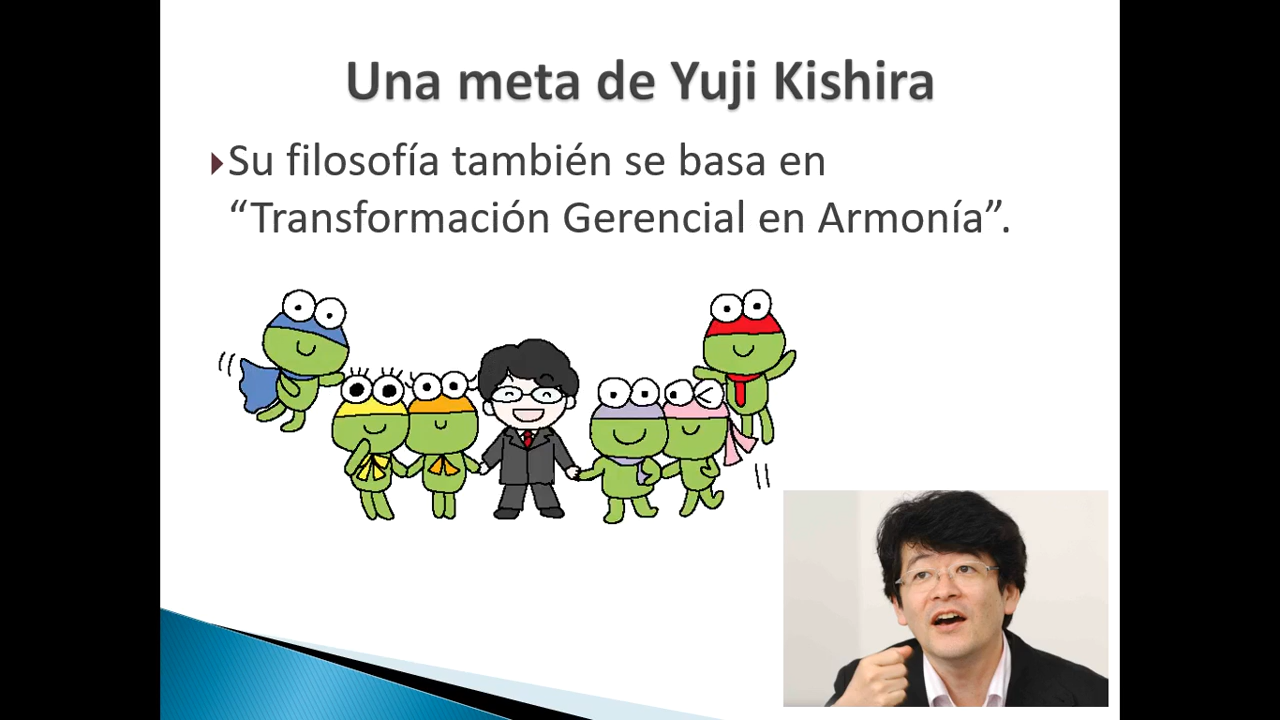 Una meta de Yuji Kishira
Su filosofía también se basa en
“Transformación Gerencial en Armonía”.